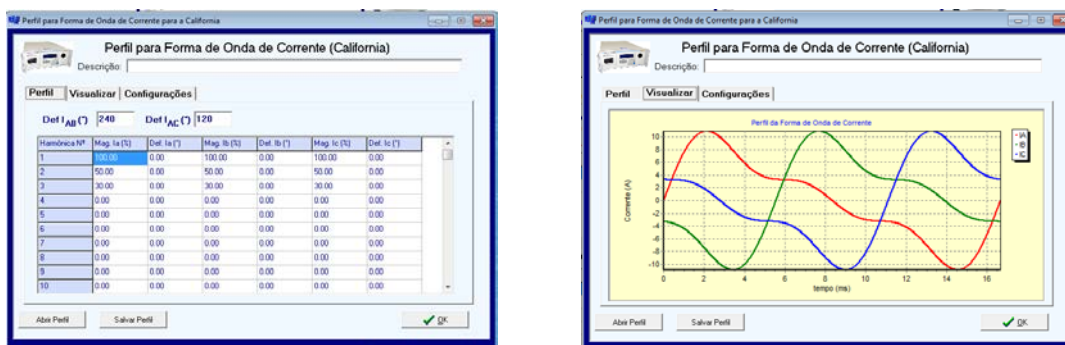 Perfil para Forma de Onda de Corrente para a California
Perfil para Forma de Onda de Corrente (California)
Descrição:
Perfil Visualizar Configurações
Def I_AB (°) 240 Def I_AC (°) 120
Harmônica Nº Mag. Ia (%) Def. Ia (°) Mag. Ib (%) Def. Ib (°) Mag. Ic (%) Def. Ic (°)
1 100.00 0.00 100.00 0.00 100.00 0.00
2 50.00 0.00 50.00 0.00 50.00 0.00
3 30.00 0.00 30.00 0.00 30.00 0.00
4 0.00 0.00 0.00 0.00 0.00 0.00
5 0.00 0.00 0.00 0.00 0.00 0.00
6 0.00 0.00 0.00 0.00 0.00 0.00
7 0.00 0.00 0.00 0.00 0.00 0.00
8 0.00 0.00 0.00 0.00 0.00 0.00
9 0.00 0.00 0.00 0.00 0.00 0.00
10 0.00 0.00 0.00 0.00 0.00 0.00
Abrir Perfil Salvar Perfil OK
Perfil para Forma de Onda de Corrente para a California
Perfil para Forma de Onda de Corrente (California)
Descrição:
Perfil Visualizar Configurações
Perfil da Forma de Onda de Corrente
Corrente (A)
10
8
6
4
2
0
-2
-4
-6
-8
-10
0 2 4 6 8 10 12 14 16
tempo (ms)
IA
IB
IC
Abrir Perfil Salvar Perfil OK